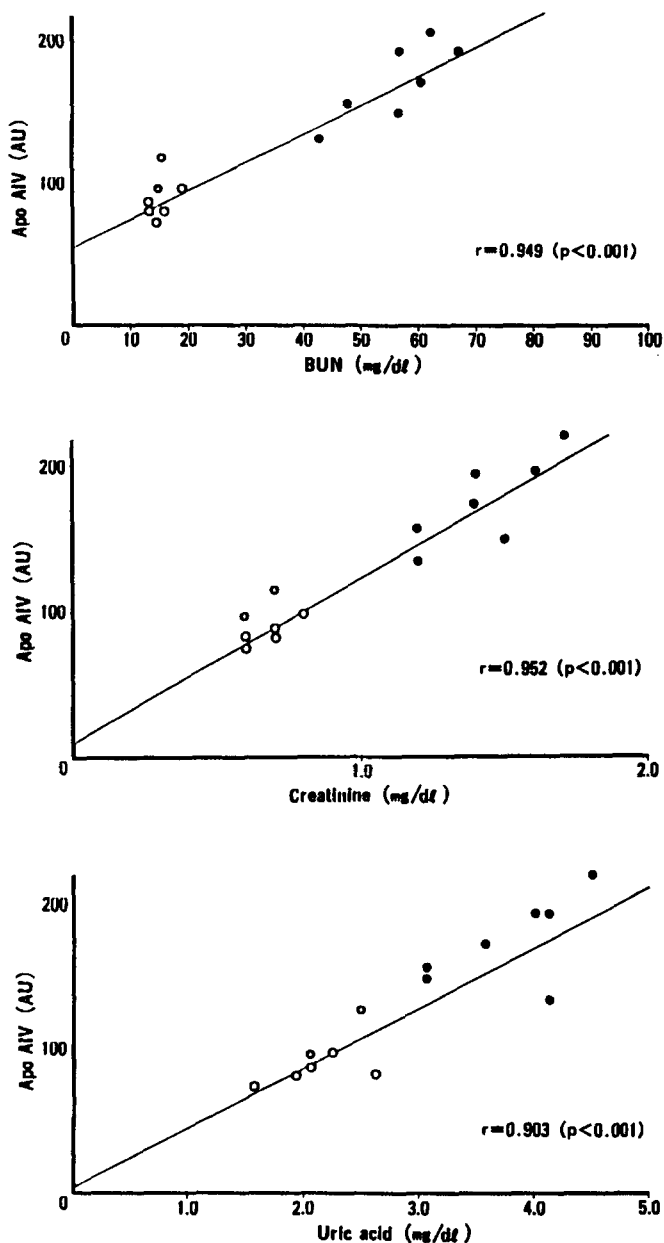 200
Apo AIV (AU)
100
r=0.949 (p<0.001)
0 10 20 30 40 50 60 70 80 90 100
BUN (mg/dℓ)
200
Apo AIV (AU)
100
r=0.952 (p<0.001)
0 1.0 2.0
Creatinine (mg/dℓ)
200
Apo AIV (AU)
100
r=0.903 (p<0.001)
0 1.0 2.0 3.0 4.0 5.0
Uric acid (mg/dℓ)